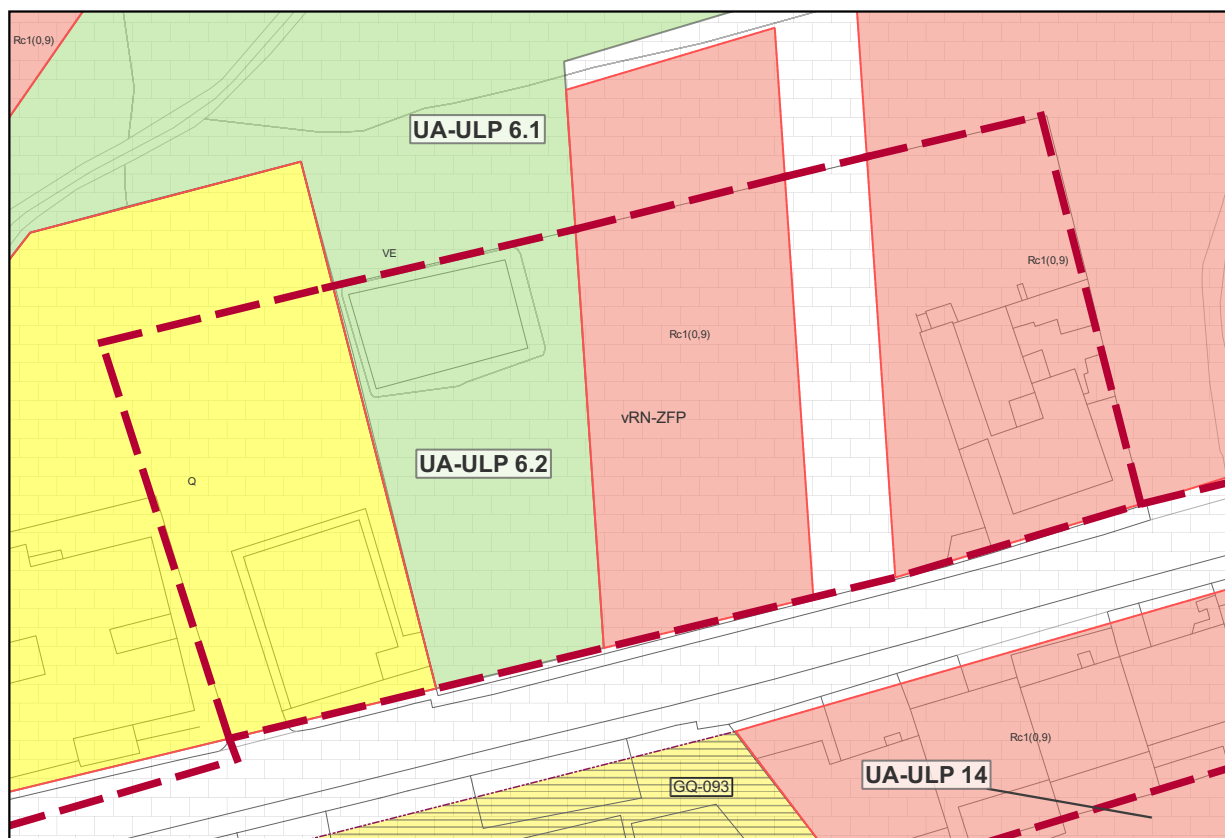 Rc1(0,9)
UA-ULP 6.1
VE
Rc1(0,9)
Rc1(0,9)
vRN-ZFP
UA-ULP 6.2
Q
Rc1(0,9)
UA-ULP 14
GQ-093